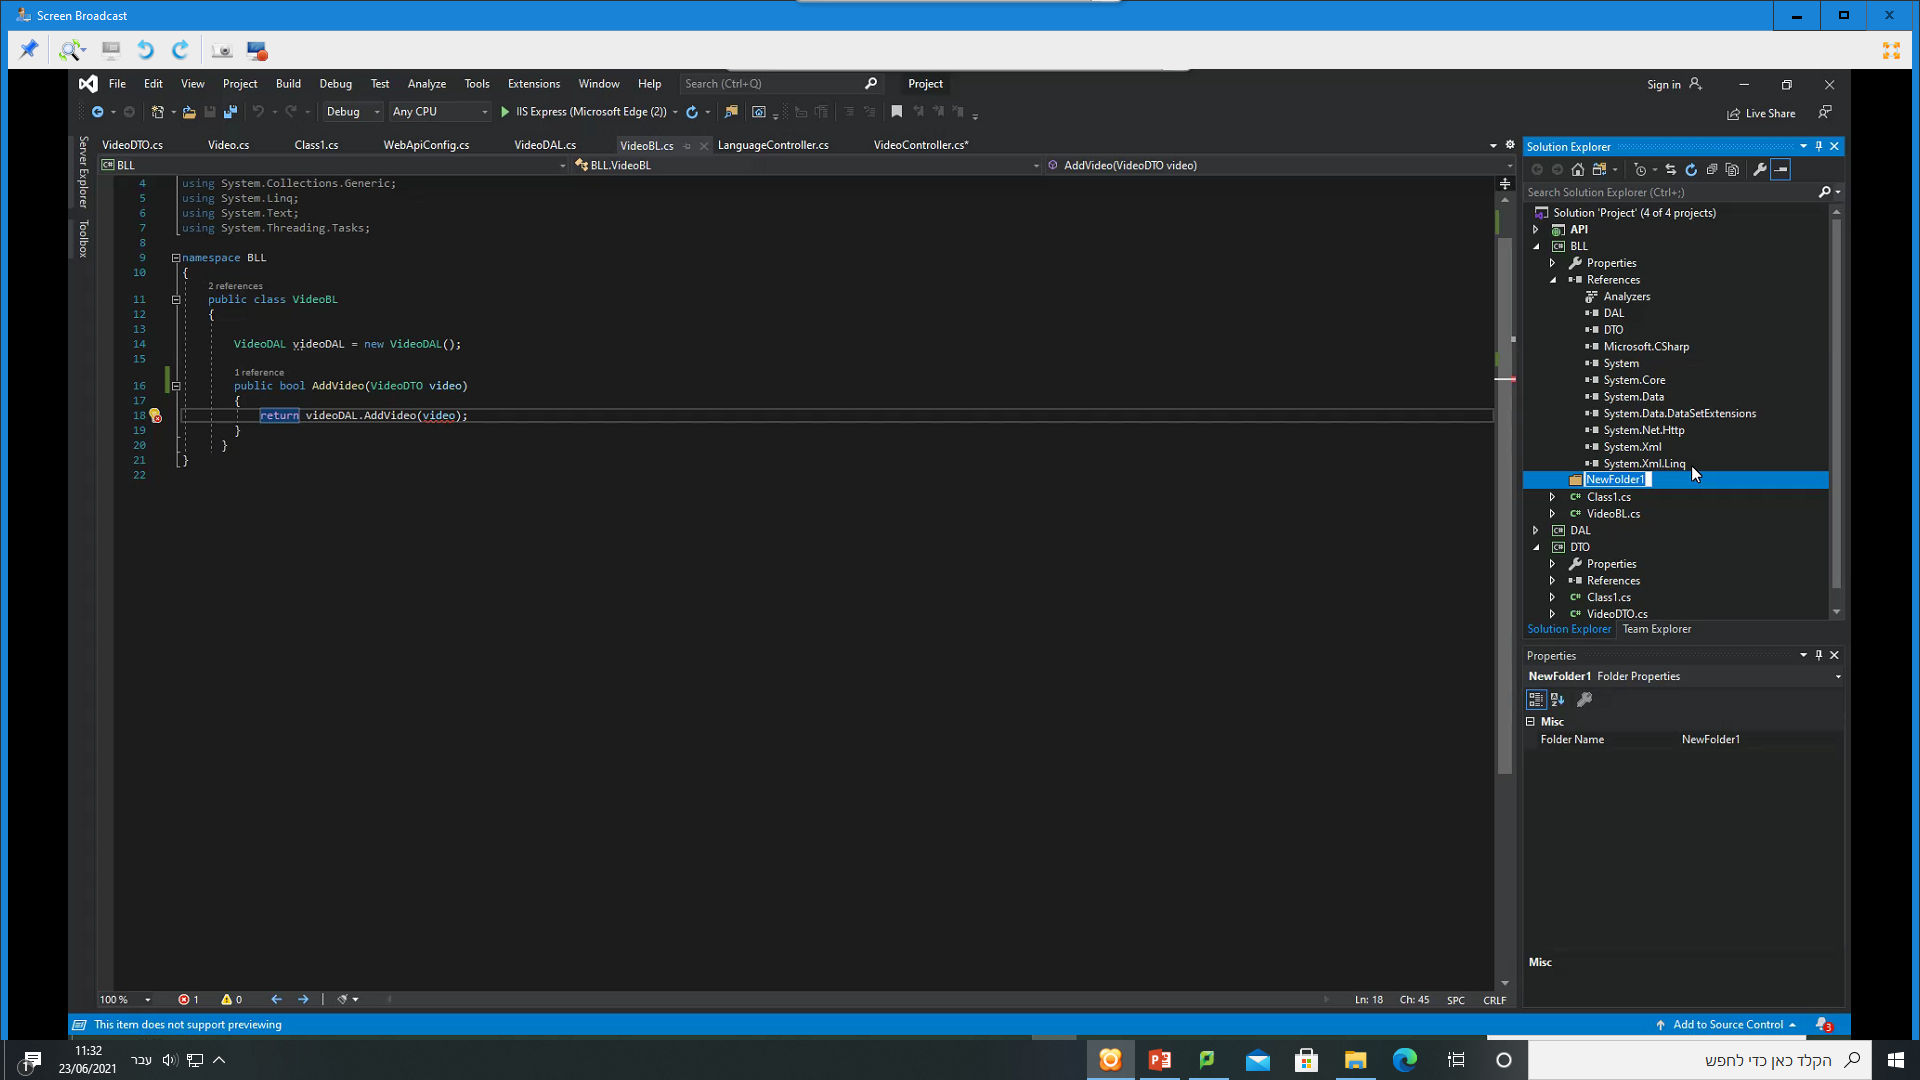 Screen Broadcast
File Edit View Project Build Debug Test Analyze Tools Extensions Window Help Search (Ctrl+Q) Project Sign in
Debug Any CPU IIS Express (Microsoft Edge (2)) Live Share
Server Explorer
Toolbox
VideoDTO.cs Video.cs Class1.cs WebApiConfig.cs VideoDAL.cs VideoBL.cs LanguageController.cs VideoController.cs*
BLL BLL.VideoBL AddVideo(VideoDTO video)
4 using System.Collections.Generic;
5 using System.Linq;
6 using System.Text;
7 using System.Threading.Tasks;
8
9 namespace BLL
10 {
2 references
11 public class VideoBL
12 {
13
14 VideoDAL videoDAL = new VideoDAL();
15
1 reference
16 public bool AddVideo(VideoDTO video)
17 {
18 return videoDAL.AddVideo(video);
19 }
20 }
21 }
22
100 % 1 0 Ln: 18 Ch: 45 SPC CRLF
Solution Explorer
Search Solution Explorer (Ctrl+;)
Solution 'Project' (4 of 4 projects)
API
BLL
Properties
References
Analyzers
DAL
DTO
Microsoft.CSharp
System
System.Core
System.Data
System.Data.DataSetExtensions
System.Net.Http
System.Xml
System.Xml.Linq
NewFolder1
Class1.cs
VideoBL.cs
DAL
DTO
Properties
References
Class1.cs
VideoDTO.cs
Solution Explorer Team Explorer
Properties
NewFolder1 Folder Properties
Misc
Folder Name NewFolder1
Misc
This item does not support previewing Add to Source Control 3
1 11:32
23/06/2021
עבר
הקלד כאן כדי לחפש